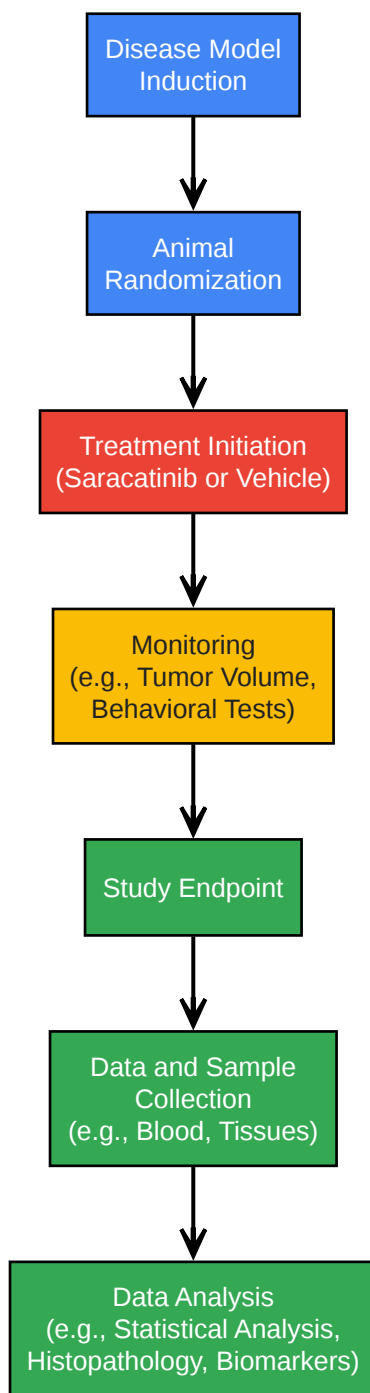 Disease Model
Induction
Animal
Randomization
Treatment Initiation
(Saracatinib or Vehicle)
Monitoring
(e.g., Tumor Volume,
Behavioral Tests)
Study Endpoint
Data and Sample
Collection
(e.g., Blood, Tissues)
Data Analysis
(e.g., Statistical Analysis,
Histopathology, Biomarkers)